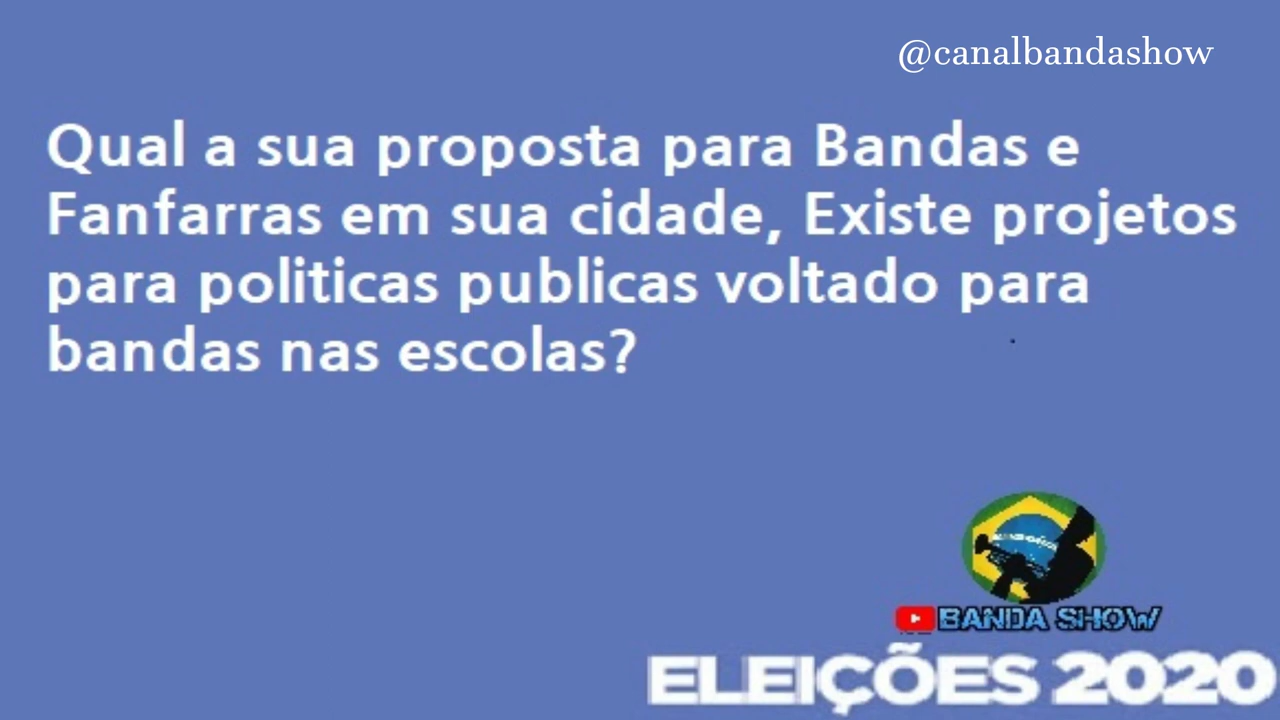 @canalbandashow
Qual a sua proposta para Bandas e
Fanfarras em sua cidade, Existe projetos
para politicas publicas voltado para
bandas nas escolas?
BANDA SHOW
ELEIÇÕES 2020